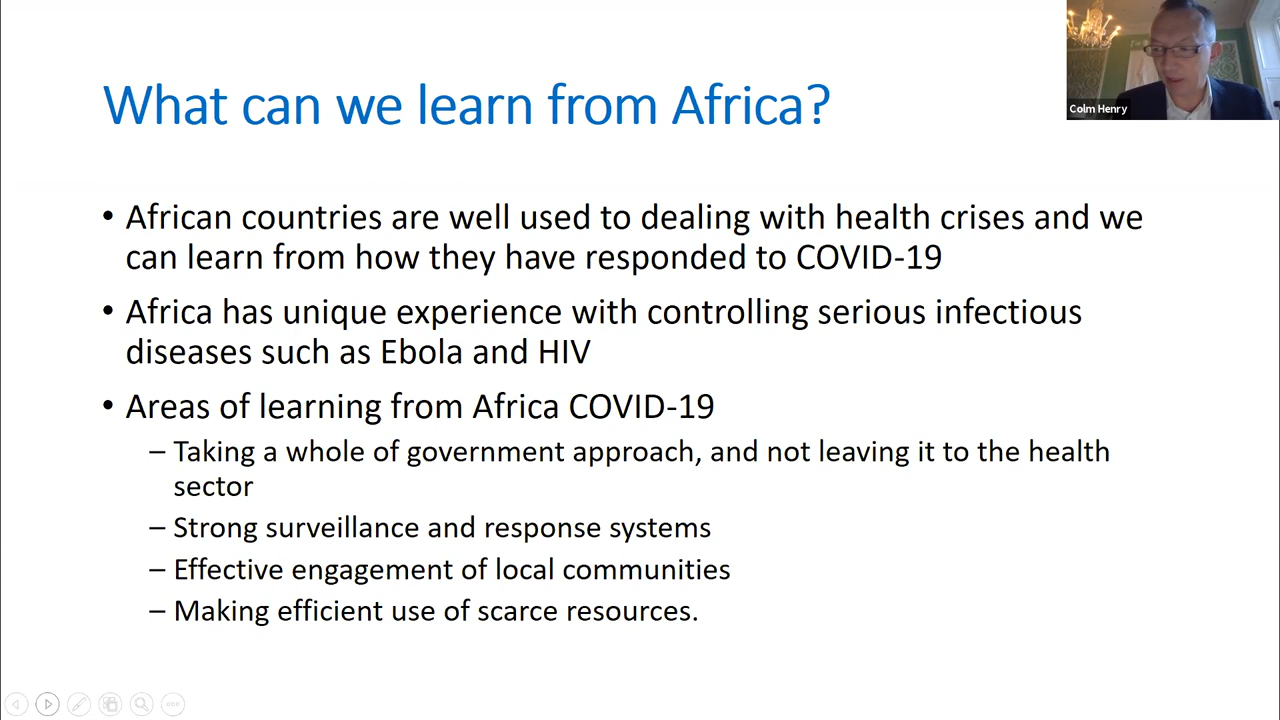 What can we learn from Africa?
Colm Henry
• African countries are well used to dealing with health crises and we
can learn from how they have responded to COVID-19
• Africa has unique experience with controlling serious infectious
diseases such as Ebola and HIV
• Areas of learning from Africa COVID-19
– Taking a whole of government approach, and not leaving it to the health
sector
– Strong surveillance and response systems
– Effective engagement of local communities
– Making efficient use of scarce resources.